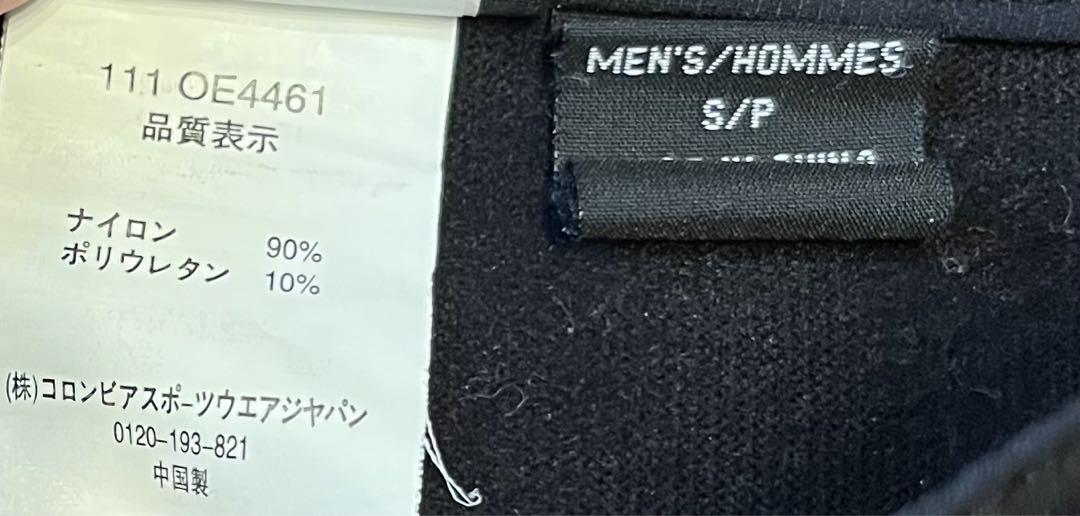 111 OE4461
品質表示
ナイロン 90%
ポリウレタン 10%
(株)コロンビアスポーツウエアジヤパン
0120-193-821
中国製
MEN'S/HOMMES
S/P